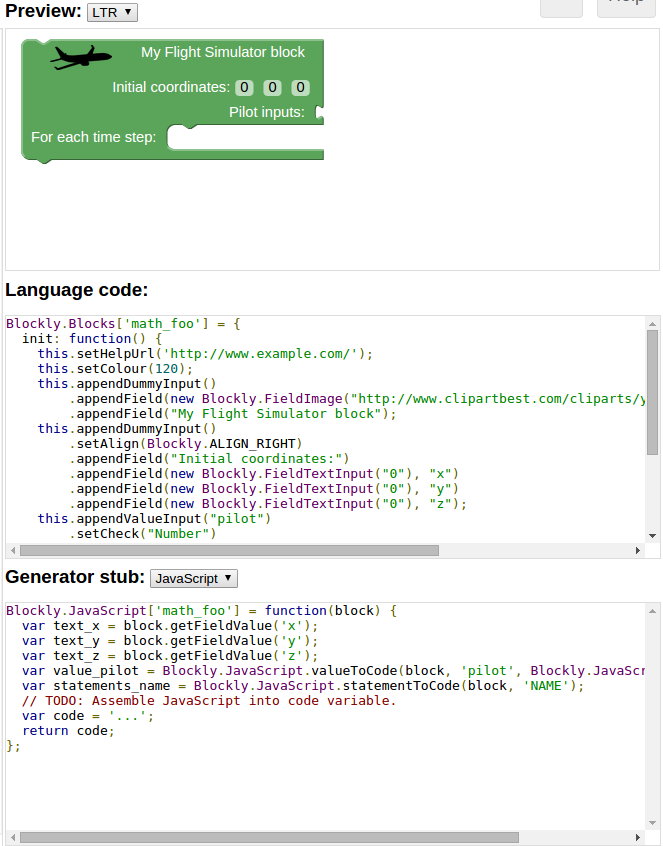 Preview: LTR
Help
My Flight Simulator block
Initial coordinates: 0 0 0
Pilot inputs:
For each time step:
Language code:
Blockly.Blocks['math_foo'] = {
  init: function() {
    this.setHelpUrl('http://www.example.com/');
    this.setColour(120);
    this.appendDummyInput()
        .appendField(new Blockly.FieldImage("http://www.clipartbest.com/cliparts/y
        .appendField("My Flight Simulator block");
    this.appendDummyInput()
        .setAlign(Blockly.ALIGN_RIGHT)
        .appendField("Initial coordinates:")
        .appendField(new Blockly.FieldTextInput("0"), "x")
        .appendField(new Blockly.FieldTextInput("0"), "y")
        .appendField(new Blockly.FieldTextInput("0"), "z");
    this.appendValueInput("pilot")
        .setCheck("Number")
Generator stub: JavaScript
Blockly.JavaScript['math_foo'] = function(block) {
  var text_x = block.getFieldValue('x');
  var text_y = block.getFieldValue('y');
  var text_z = block.getFieldValue('z');
  var value_pilot = Blockly.JavaScript.valueToCode(block, 'pilot', Blockly.JavaScr
  var statements_name = Blockly.JavaScript.statementToCode(block, 'NAME');
  // TODO: Assemble JavaScript into code variable.
  var code = '...';
  return code;
};